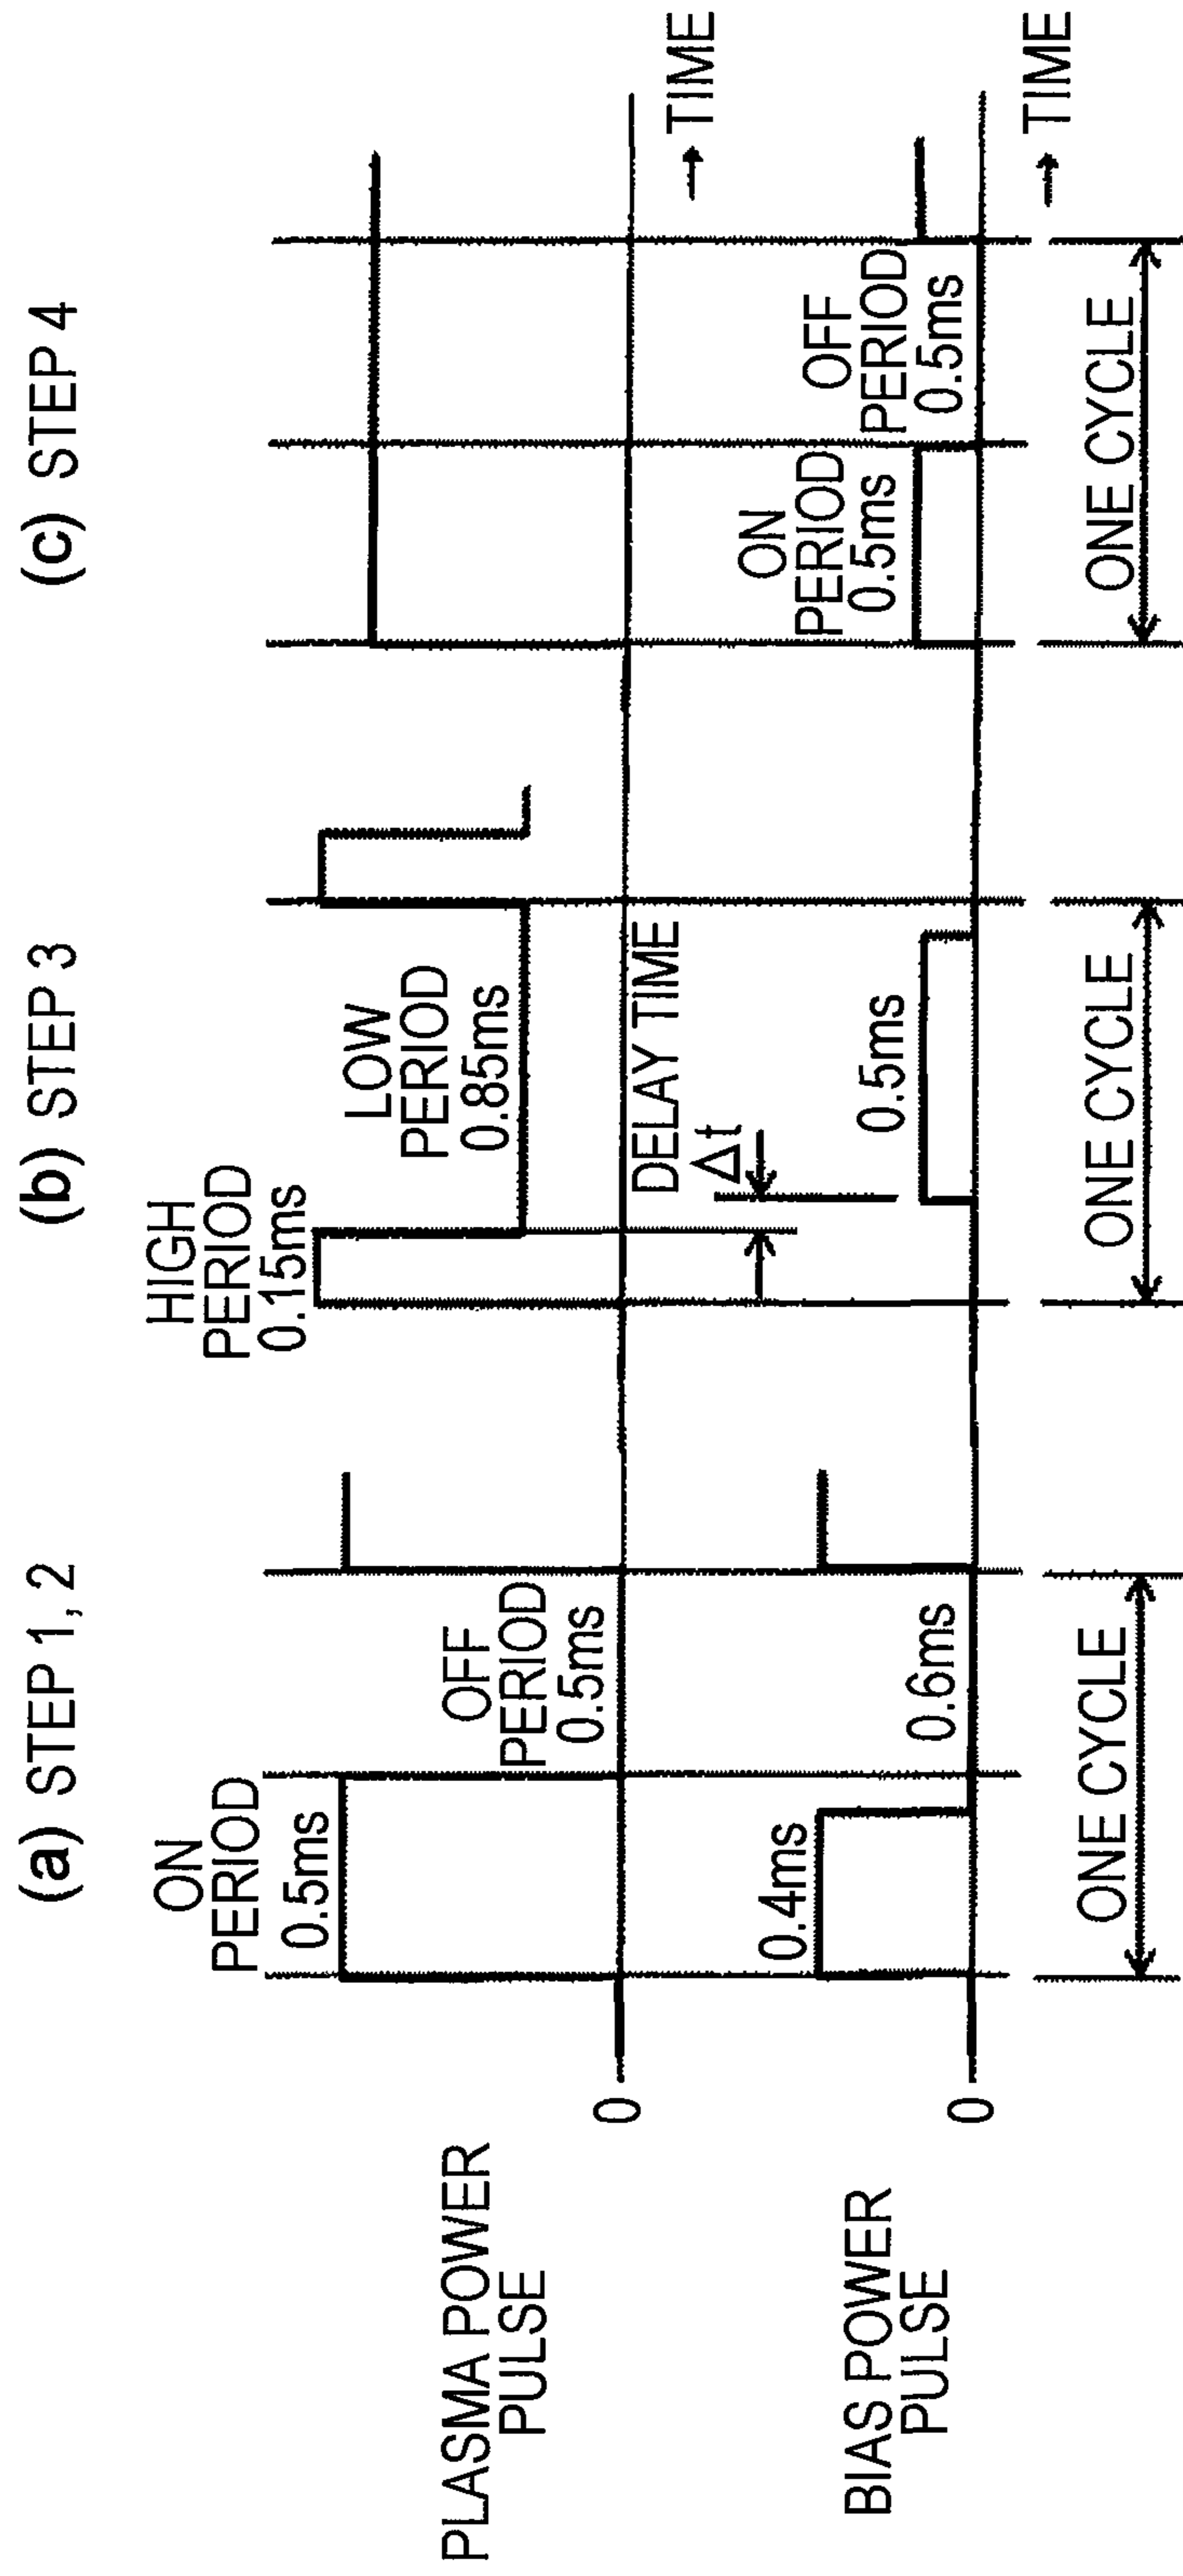 (a) STEP 1, 2
(b) STEP 3
(c) STEP 4
PLASMA POWER
PULSE
0
ON
PERIOD
0.5ms
OFF
PERIOD
0.5ms
HIGH
PERIOD
0.15ms
LOW
PERIOD
0.85ms
→ TIME
DELAY TIME
Δt
BIAS POWER
PULSE
0
0.4ms
0.6ms
0.5ms
ON
PERIOD
0.5ms
OFF
PERIOD
0.5ms
→ TIME
ONE CYCLE
ONE CYCLE
ONE CYCLE